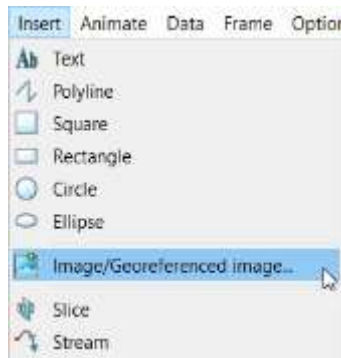 Insert Animate Data Frame Option
Text
Polyline
Square
Rectangle
Circle
Ellipse
Image/Georeferenced image...
Slice
Stream